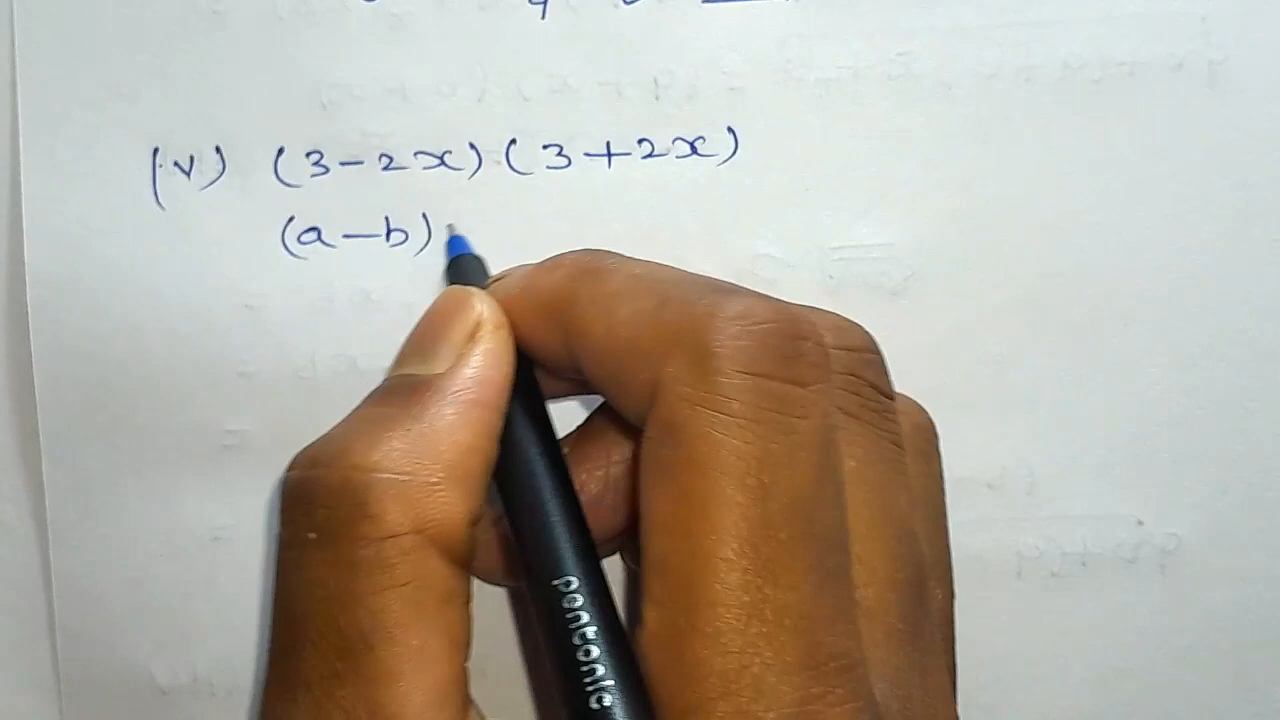 (v) (3-2x)(3+2x)
(a-b)
pentonic